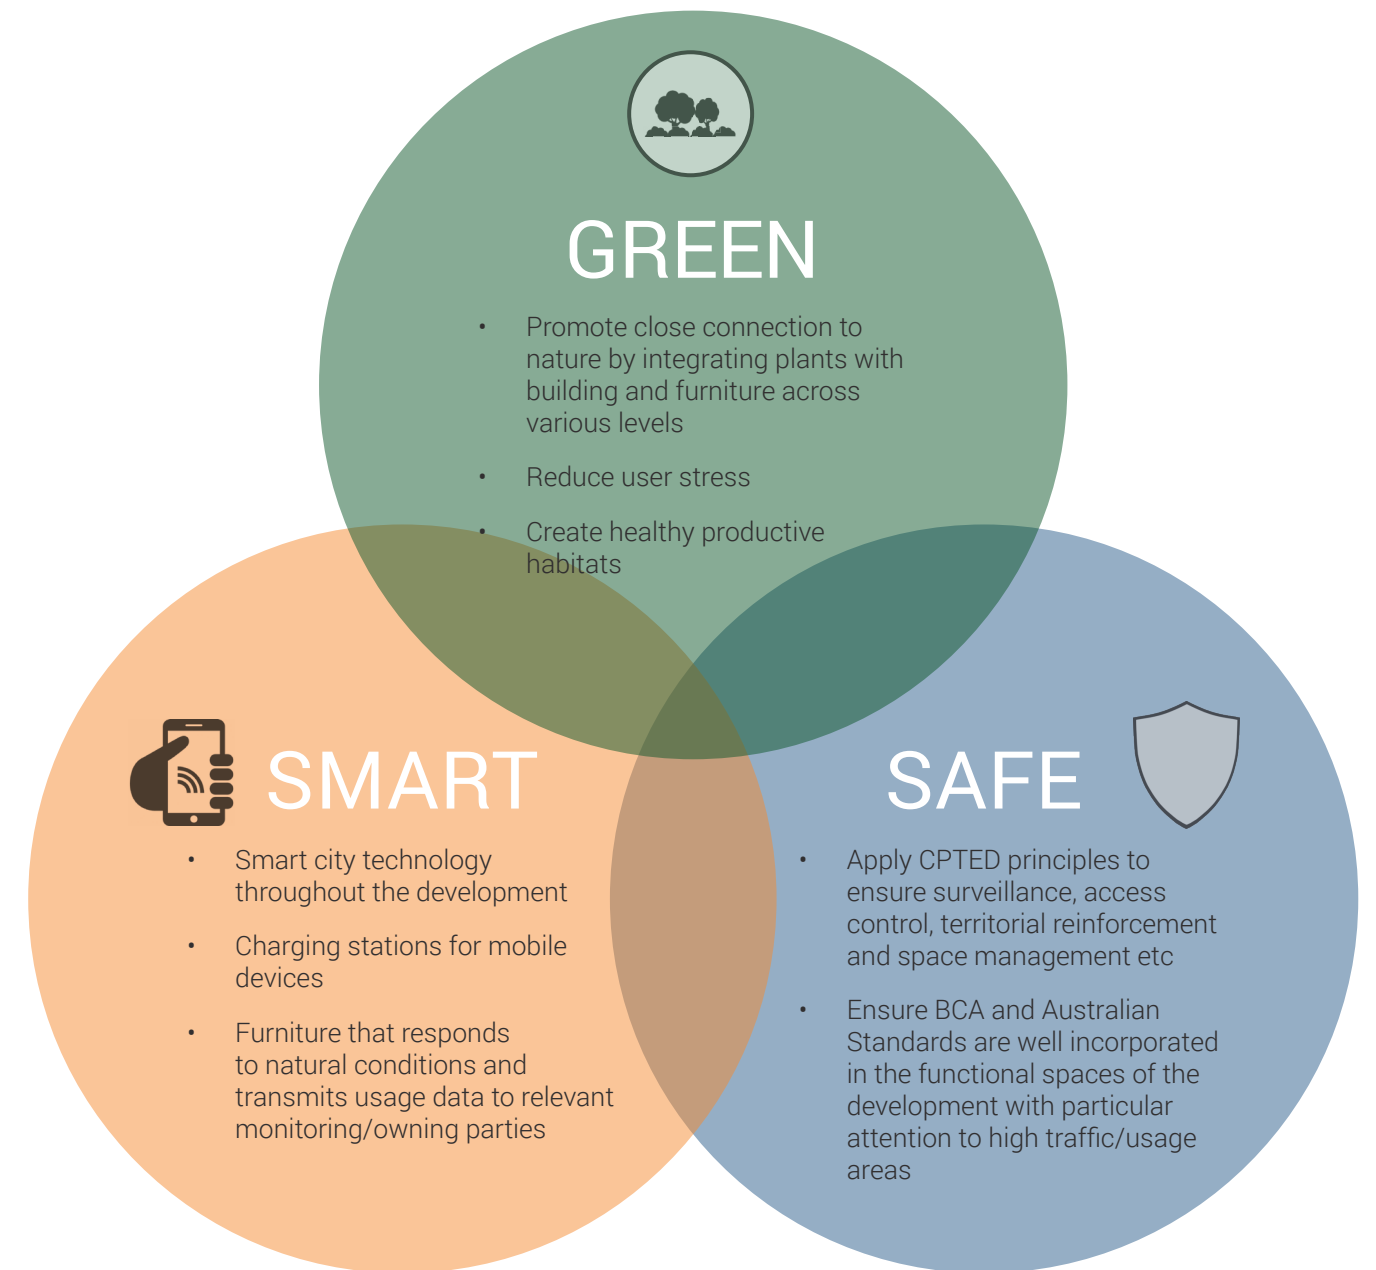 GREEN
• Promote close connection to
nature by integrating plants with
building and furniture across
various levels
• Reduce user stress
• Create healthy productive
habitats
SMART
• Smart city technology
throughout the development
• Charging stations for mobile
devices
• Furniture that responds
to natural conditions and
transmits usage data to relevant
monitoring/owning parties
SAFE
• Apply CPTED principles to
ensure surveillance, access
control, territorial reinforcement
and space management etc
• Ensure BCA and Australian
Standards are well incorporated
in the functional spaces of the
development with particular
attention to high traffic/usage
areas